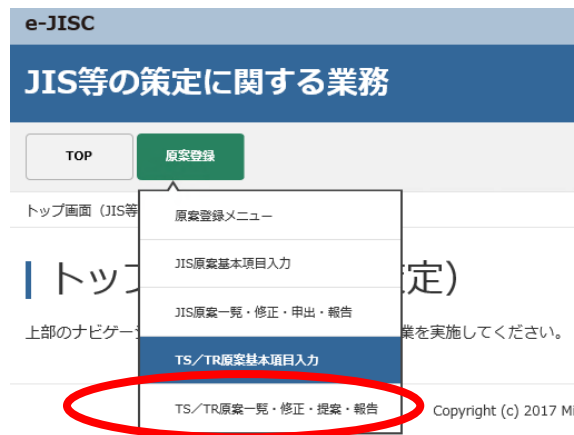 e-JISC
JIS等の策定に関する業務
TOP
原案登録
トップ画面（JIS等
原案登録メニュー
JIS原案基本項目入力
トップ
定）
JIS原案一覧・修正・申出・報告
上部のナビゲーシ
業を実施してください。
TS／TR原案基本項目入力
TS／TR原案一覧・修正・提案・報告
Copyright (c) 2017 Mi